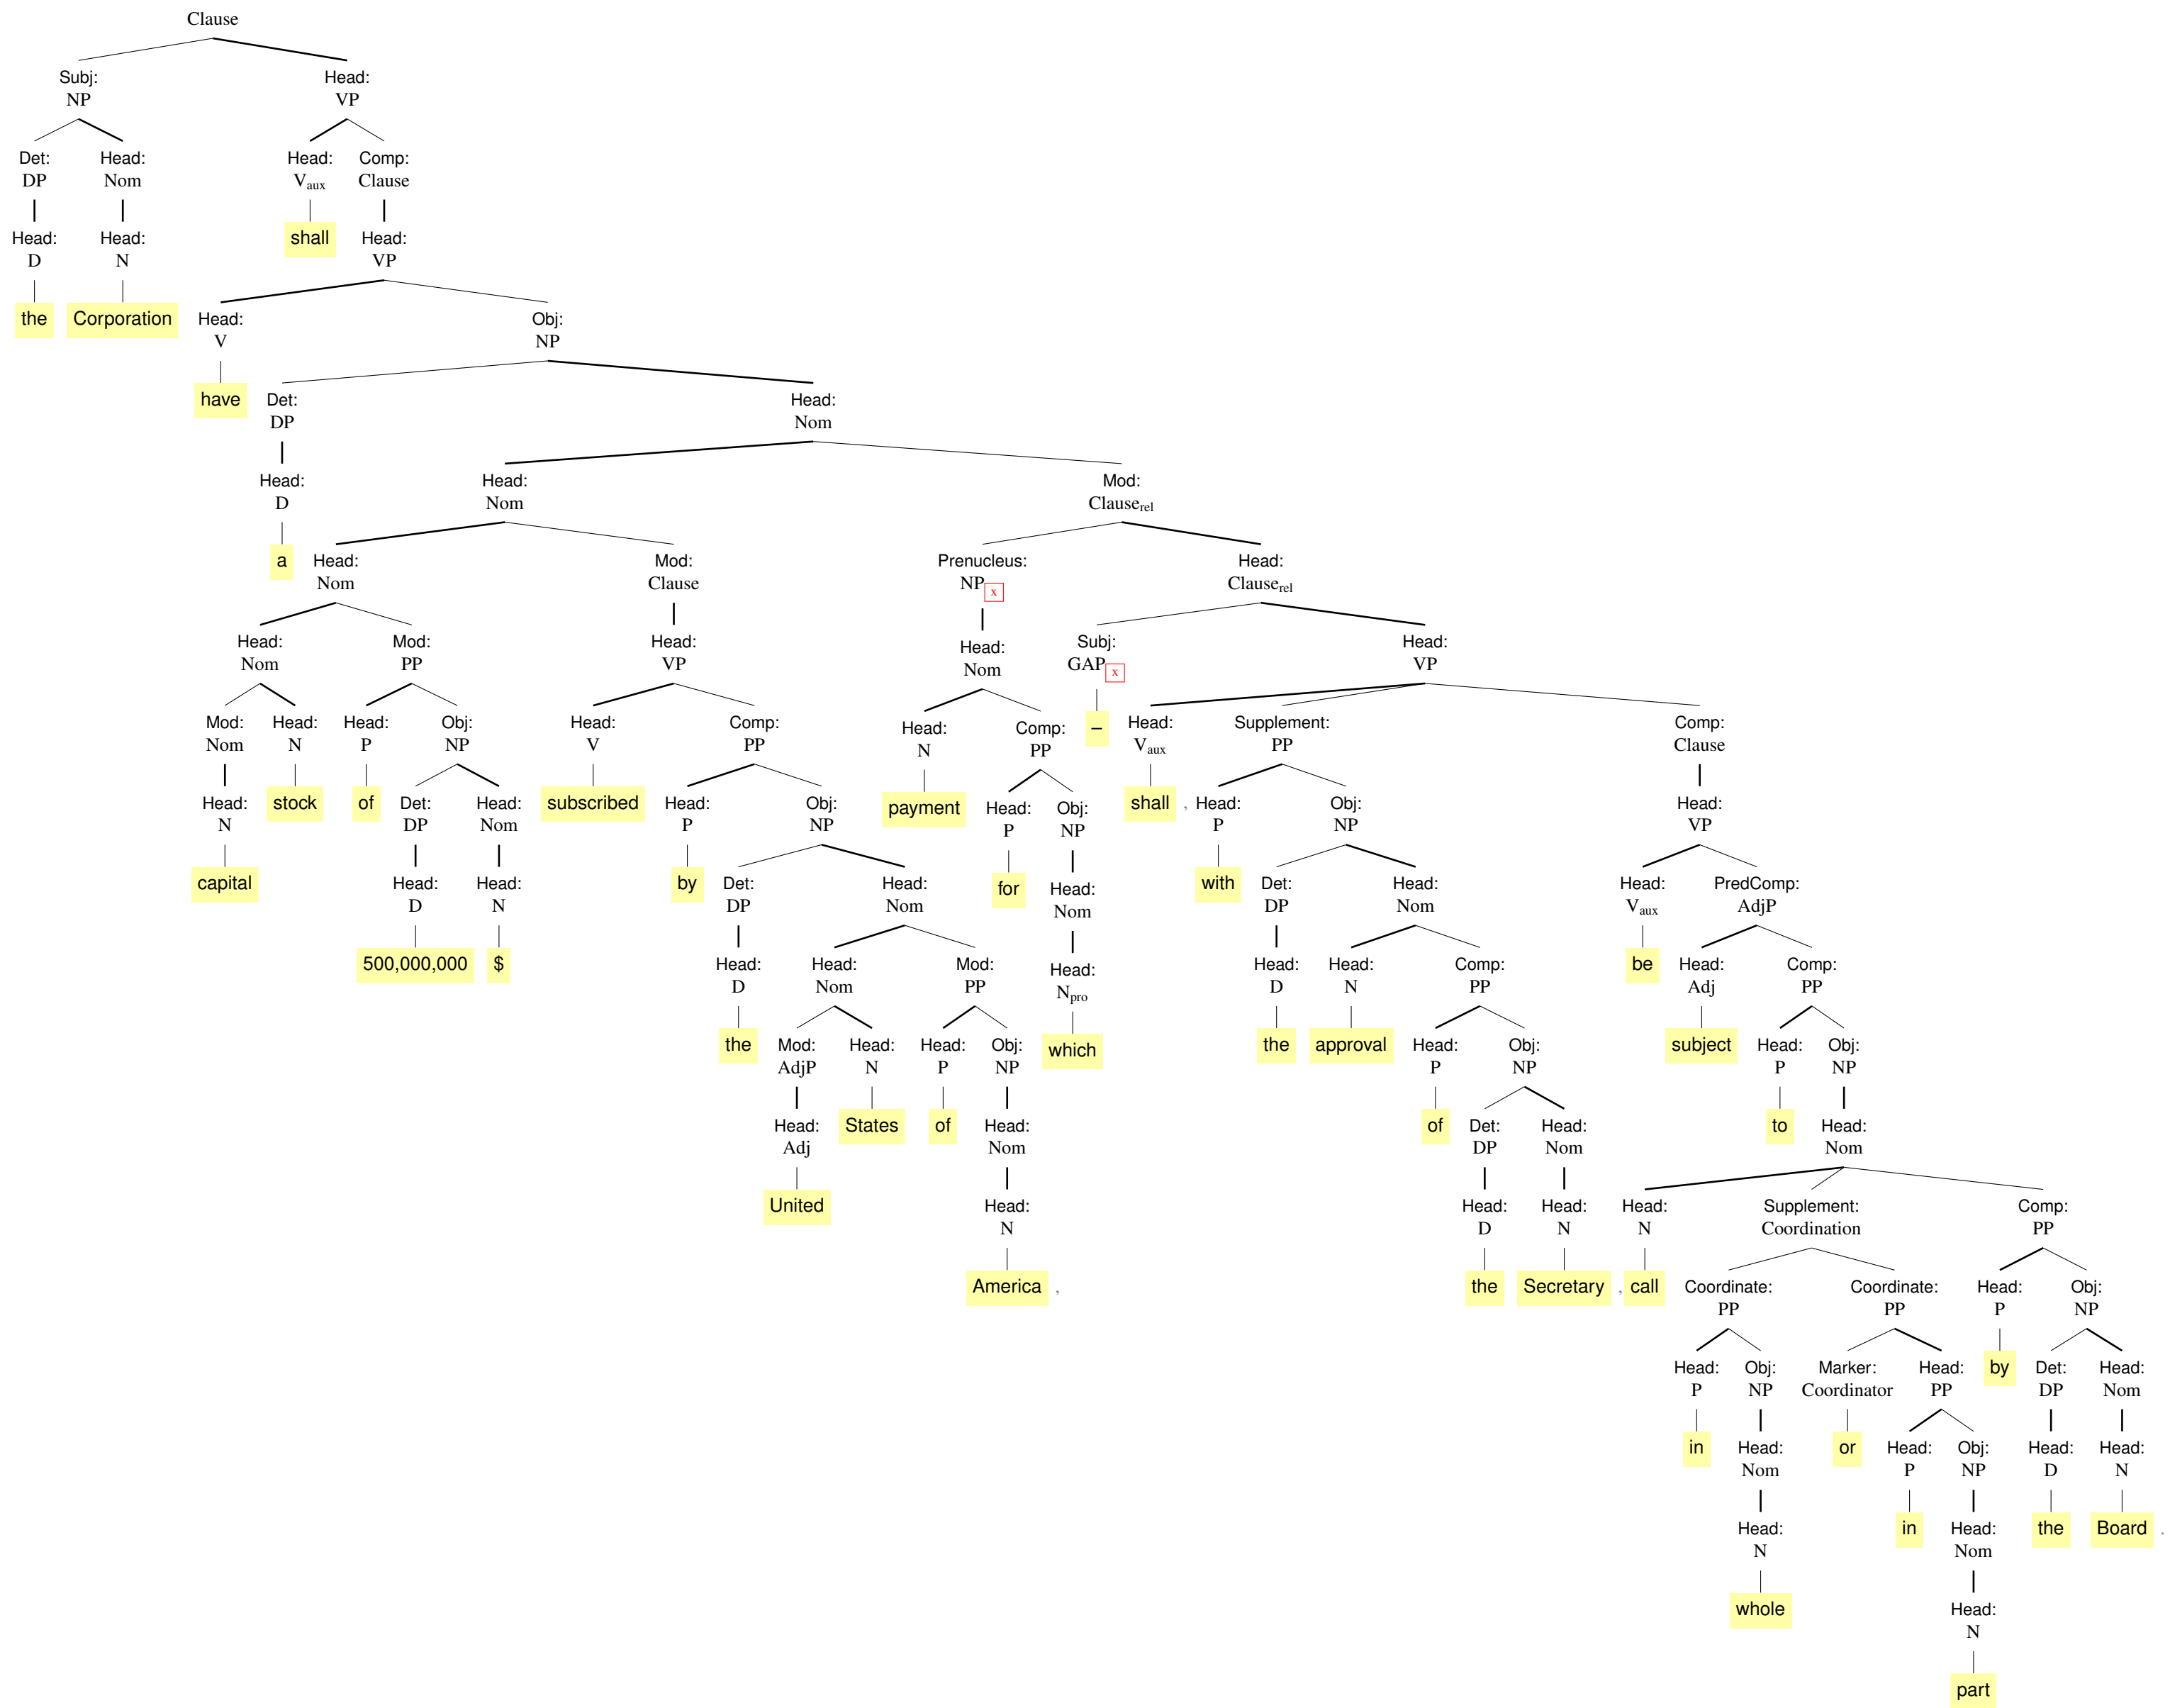 Clause
Subj: Head:
NP VP
Det: Head: Head: Comp:
DP Nom Vaux Clause
Head: Head: shall Head:
D N VP
the Corporation Head: Obj:
V NP
have Det: Head:
DP Nom
Head: Head: Mod:
D Nom Clauserel
a Head: Mod: Prenucleus: Head:
Nom Clause NPx Clauserel
Head: Mod: Head: Head: Subj: Head:
Nom PP VP Nom GAPx VP
Mod: Head: Head: Obj: Head: Comp: Head: Comp: – Head: Supplement: Comp:
Nom N P NP V PP N PP Vaux PP Clause
Head: stock of Det: Head: subscribed Head: Obj: payment Head: Obj: shall , Head: Obj: Head:
N DP Nom P NP P NP P NP VP
capital Head: Head: by Det: Head: for Head: with Det: Head: Head: PredComp:
D N DP Nom Nom DP Nom Vaux AdjP
500,000,000 $ Head: Head: Mod: Head: Head: Head: Comp: be Head: Comp:
D Nom PP Npro D N PP Adj PP
the Mod: Head: Head: Obj: which the approval Head: Obj: subject Head: Obj:
AdjP N P NP P NP P NP
Head: States of Head: of Det: Head: to Head:
Adj Nom DP Nom Nom
United Head: Head: Head: Head: Supplement: Comp:
N D N N Coordination PP
America , the Secretary , call Coordinate: Coordinate: Head: Obj:
PP PP P NP
Head: Obj: Marker: Head: by Det: Head:
P NP Coordinator PP DP Nom
in Head: or Head: Obj: Head: Head:
Nom P NP D N
Head: in Head: the Board .
N Nom
whole Head:
N
part